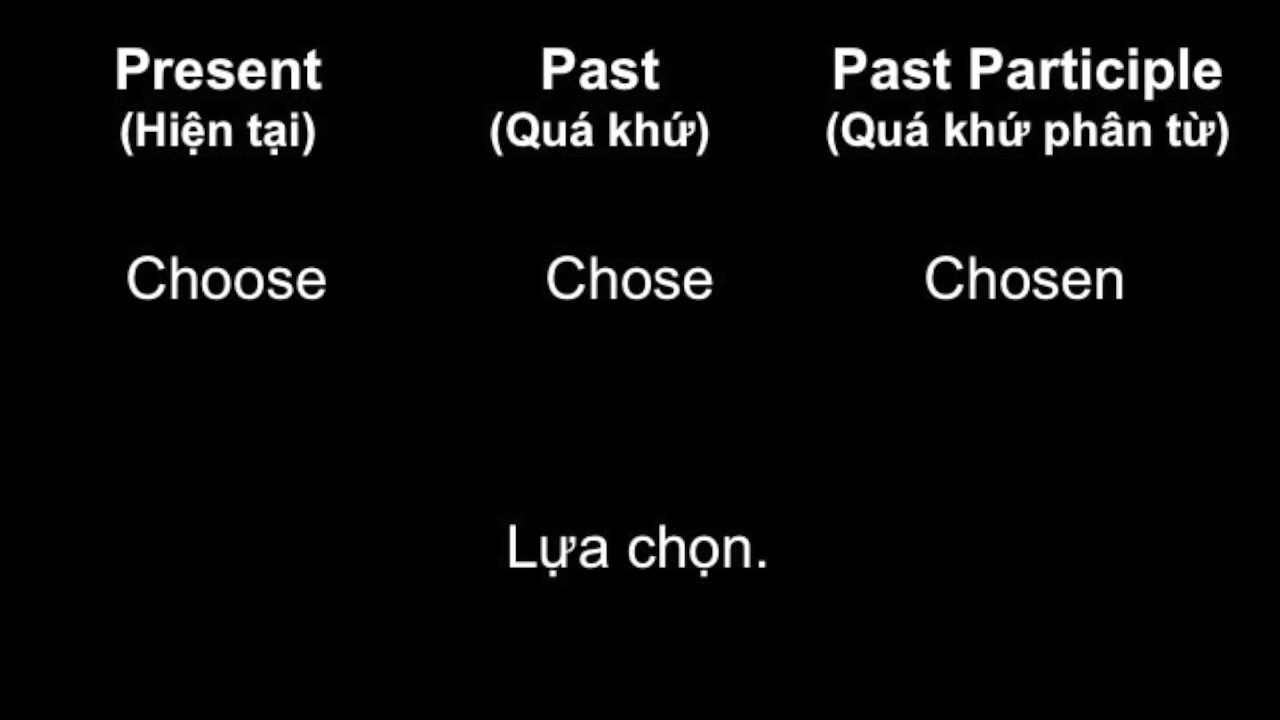 Present Past Past Participle
(Hiện tại) (Quá khứ) (Quá khứ phân từ)
Choose Chose Chosen
Lựa chọn.